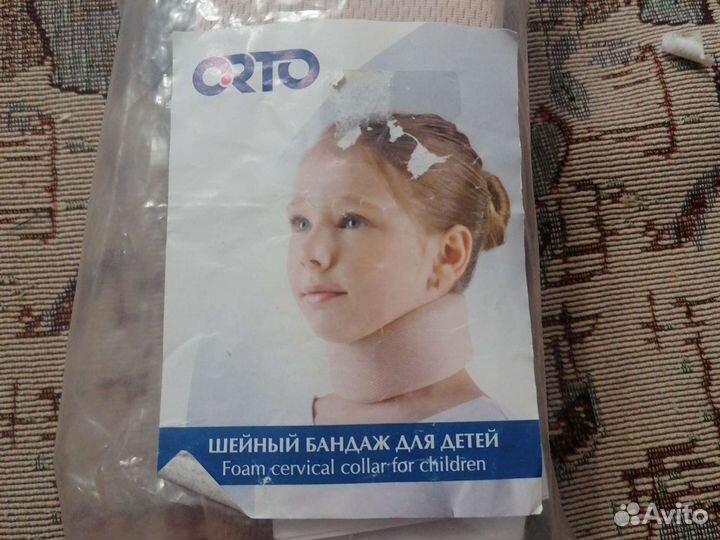 ORTO
ШЕЙНЫЙ БАНДАЖ ДЛЯ ДЕТЕЙ
Foam cervical collar for children
Avito